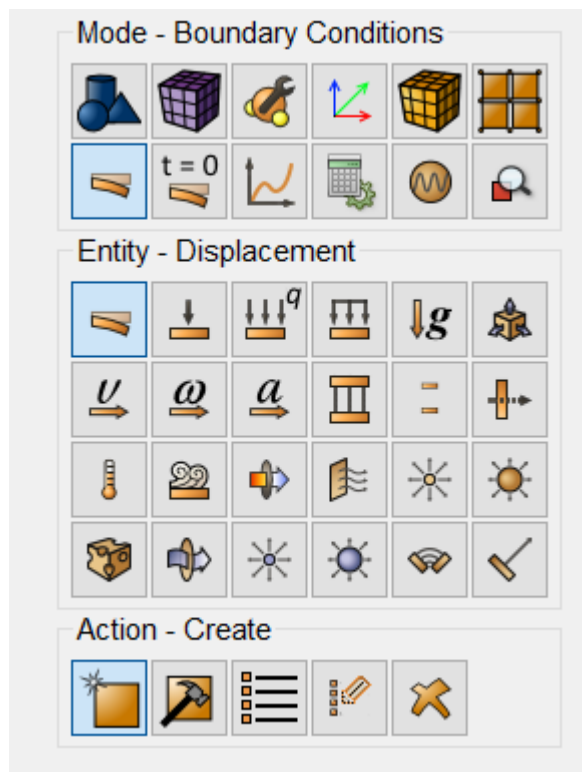 Mode - Boundary Conditions
t = 0
Entity - Displacement
q
g
υ ω a
Action - Create